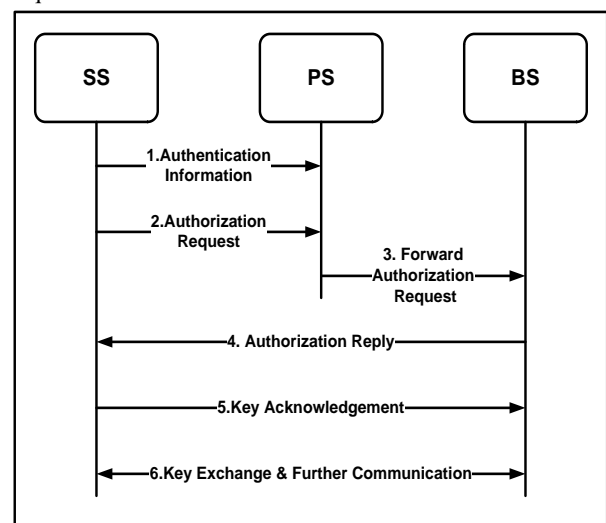 SS
PS
BS
1.Authentication
Information
2.Authorization
Request
3. Forward
Authorization
Request
4. Authorization Reply
5.Key Acknowledgement
6.Key Exchange & Further Communication